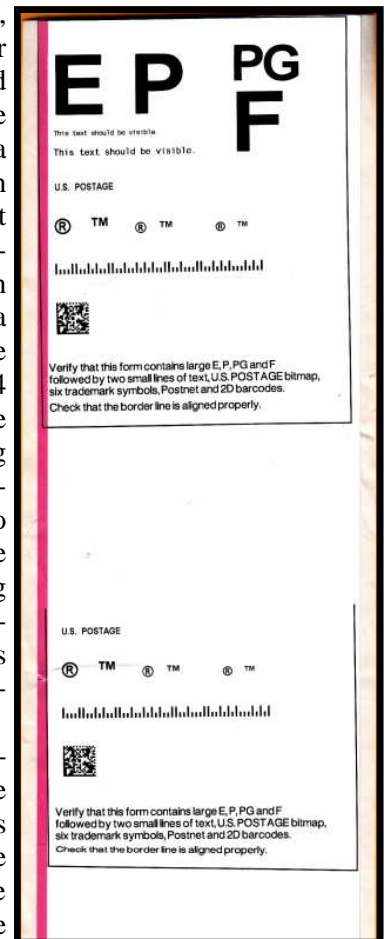 E P PG
F
This text should be visible.
This text should be visible.
U.S. POSTAGE
® ™ ® ™ ® ™
Verify that this form contains large E, P, PG and F
followed by two small lines of text, U.S. POSTAGE bitmap,
six trademark symbols, Postnet and 2D barcodes.
Check that the border line is aligned properly.
U.S. POSTAGE
® ™ ® ™ ® ™
Verify that this form contains large E, P, PG and F
followed by two small lines of text, U.S. POSTAGE bitmap,
six trademark symbols, Postnet and 2D barcodes.
Check that the border line is aligned properly.